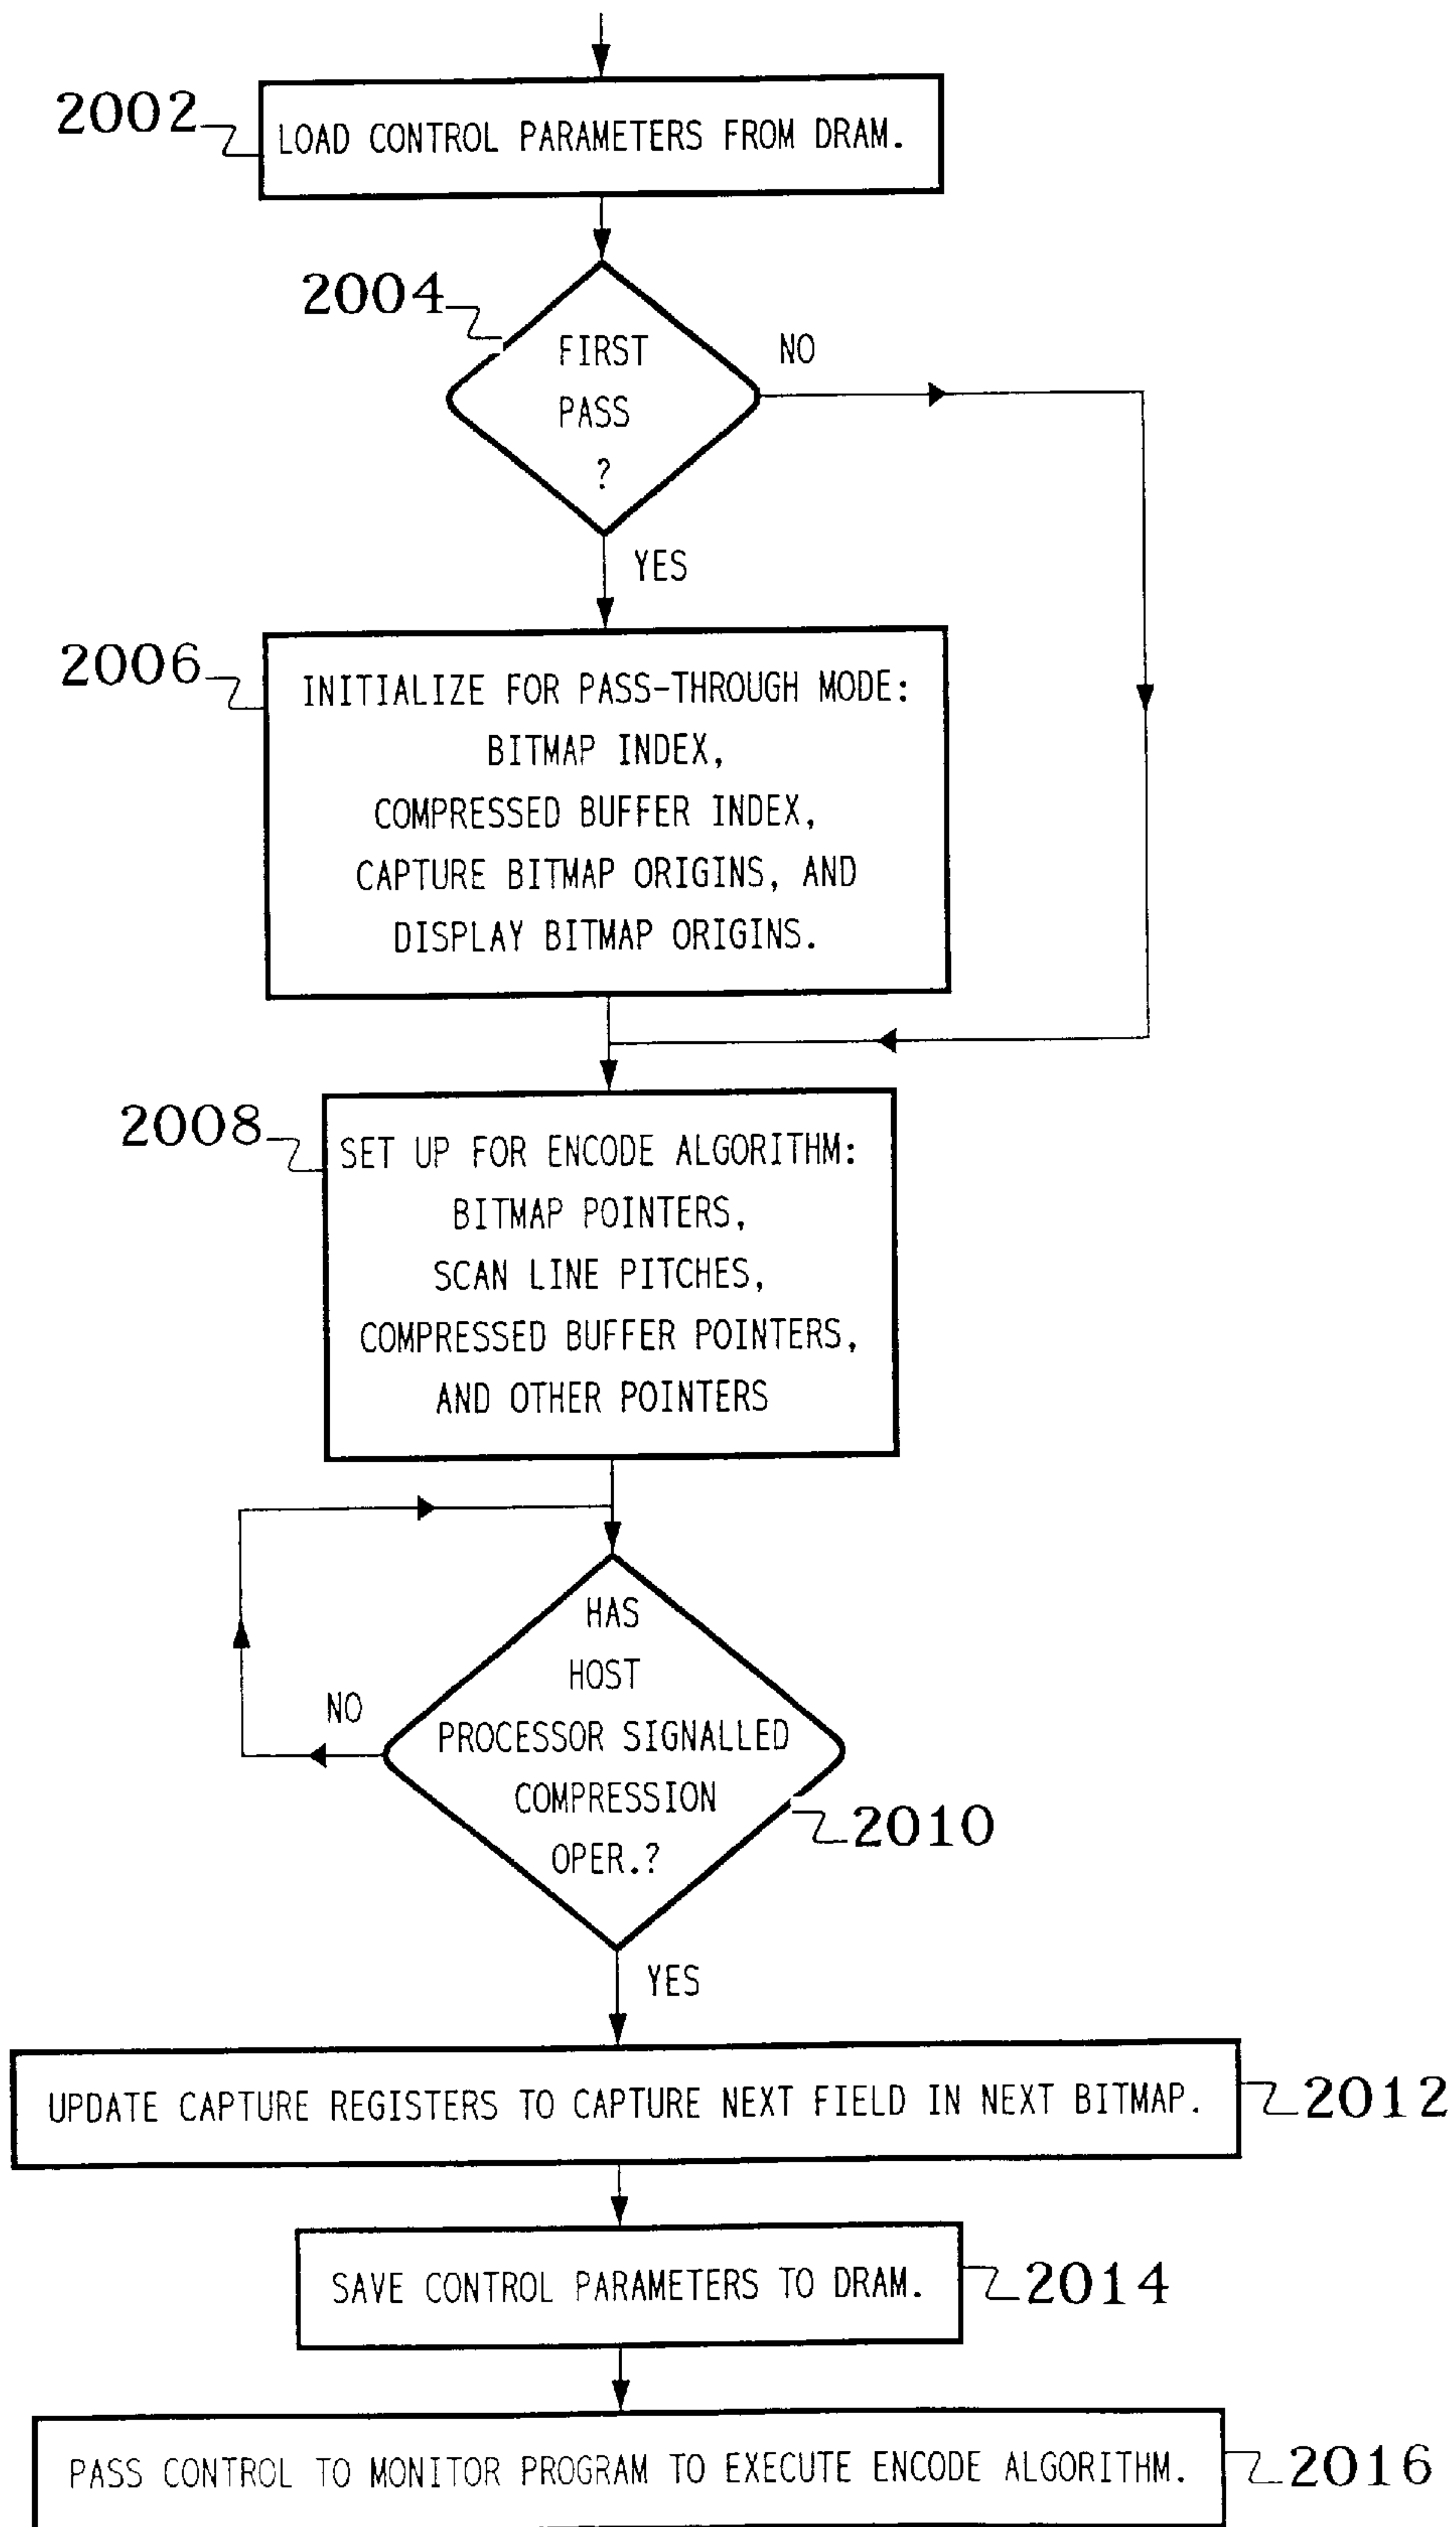 2002
LOAD CONTROL PARAMETERS FROM DRAM.
2004
FIRST
PASS
?
NO
YES
2006
INITIALIZE FOR PASS-THROUGH MODE:
BITMAP INDEX,
COMPRESSED BUFFER INDEX,
CAPTURE BITMAP ORIGINS, AND
DISPLAY BITMAP ORIGINS.
2008
SET UP FOR ENCODE ALGORITHM:
BITMAP POINTERS,
SCAN LINE PITCHES,
COMPRESSED BUFFER POINTERS,
AND OTHER POINTERS
HAS
HOST
PROCESSOR SIGNALLED
COMPRESSION
OPER.?
NO
2010
YES
UPDATE CAPTURE REGISTERS TO CAPTURE NEXT FIELD IN NEXT BITMAP.
2012
SAVE CONTROL PARAMETERS TO DRAM.
2014
PASS CONTROL TO MONITOR PROGRAM TO EXECUTE ENCODE ALGORITHM.
2016